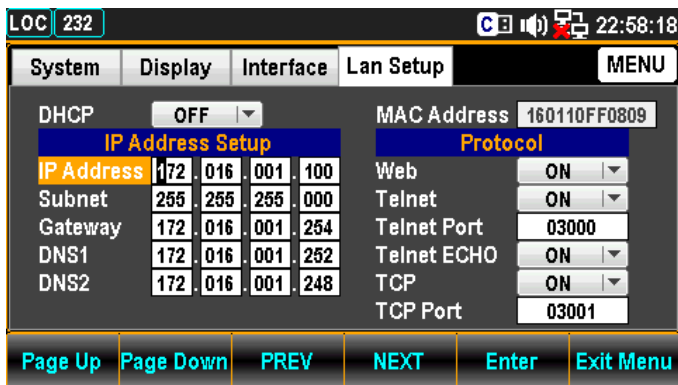 LOC 232 C 22:58:18
System Display Interface Lan Setup MENU
DHCP OFF MAC Address 160110FF0809
IP Address Setup Protocol
IP Address 172 . 016 . 001 . 100 Web ON
Subnet 255 . 255 . 255 . 000 Telnet ON
Gateway 172 . 016 . 001 . 254 Telnet Port 03000
DNS1 172 . 016 . 001 . 252 Telnet ECHO ON
DNS2 172 . 016 . 001 . 248 TCP ON
TCP Port 03001
Page Up Page Down PREV NEXT Enter Exit Menu